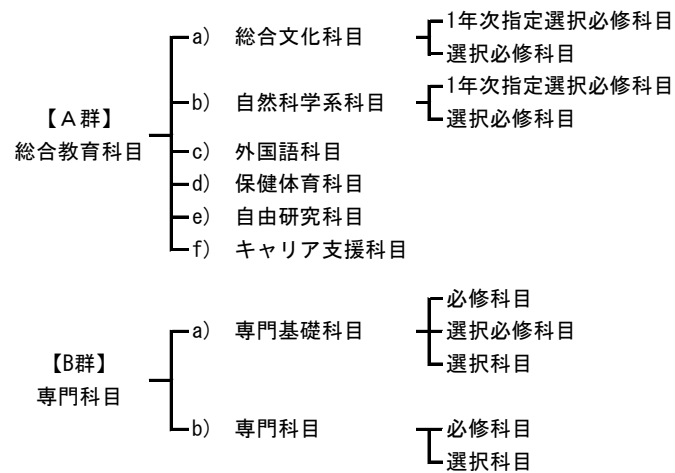 a) 総合文化科目
1年次指定選択必修科目
選択必修科目
b) 自然科学系科目
1年次指定選択必修科目
選択必修科目
【A群】
総合教育科目
c) 外国語科目
d) 保健体育科目
e) 自由研究科目
f) キャリア支援科目
必修科目
a) 専門基礎科目
選択必修科目
選択科目
【B群】
専門科目
b) 専門科目
必修科目
選択科目